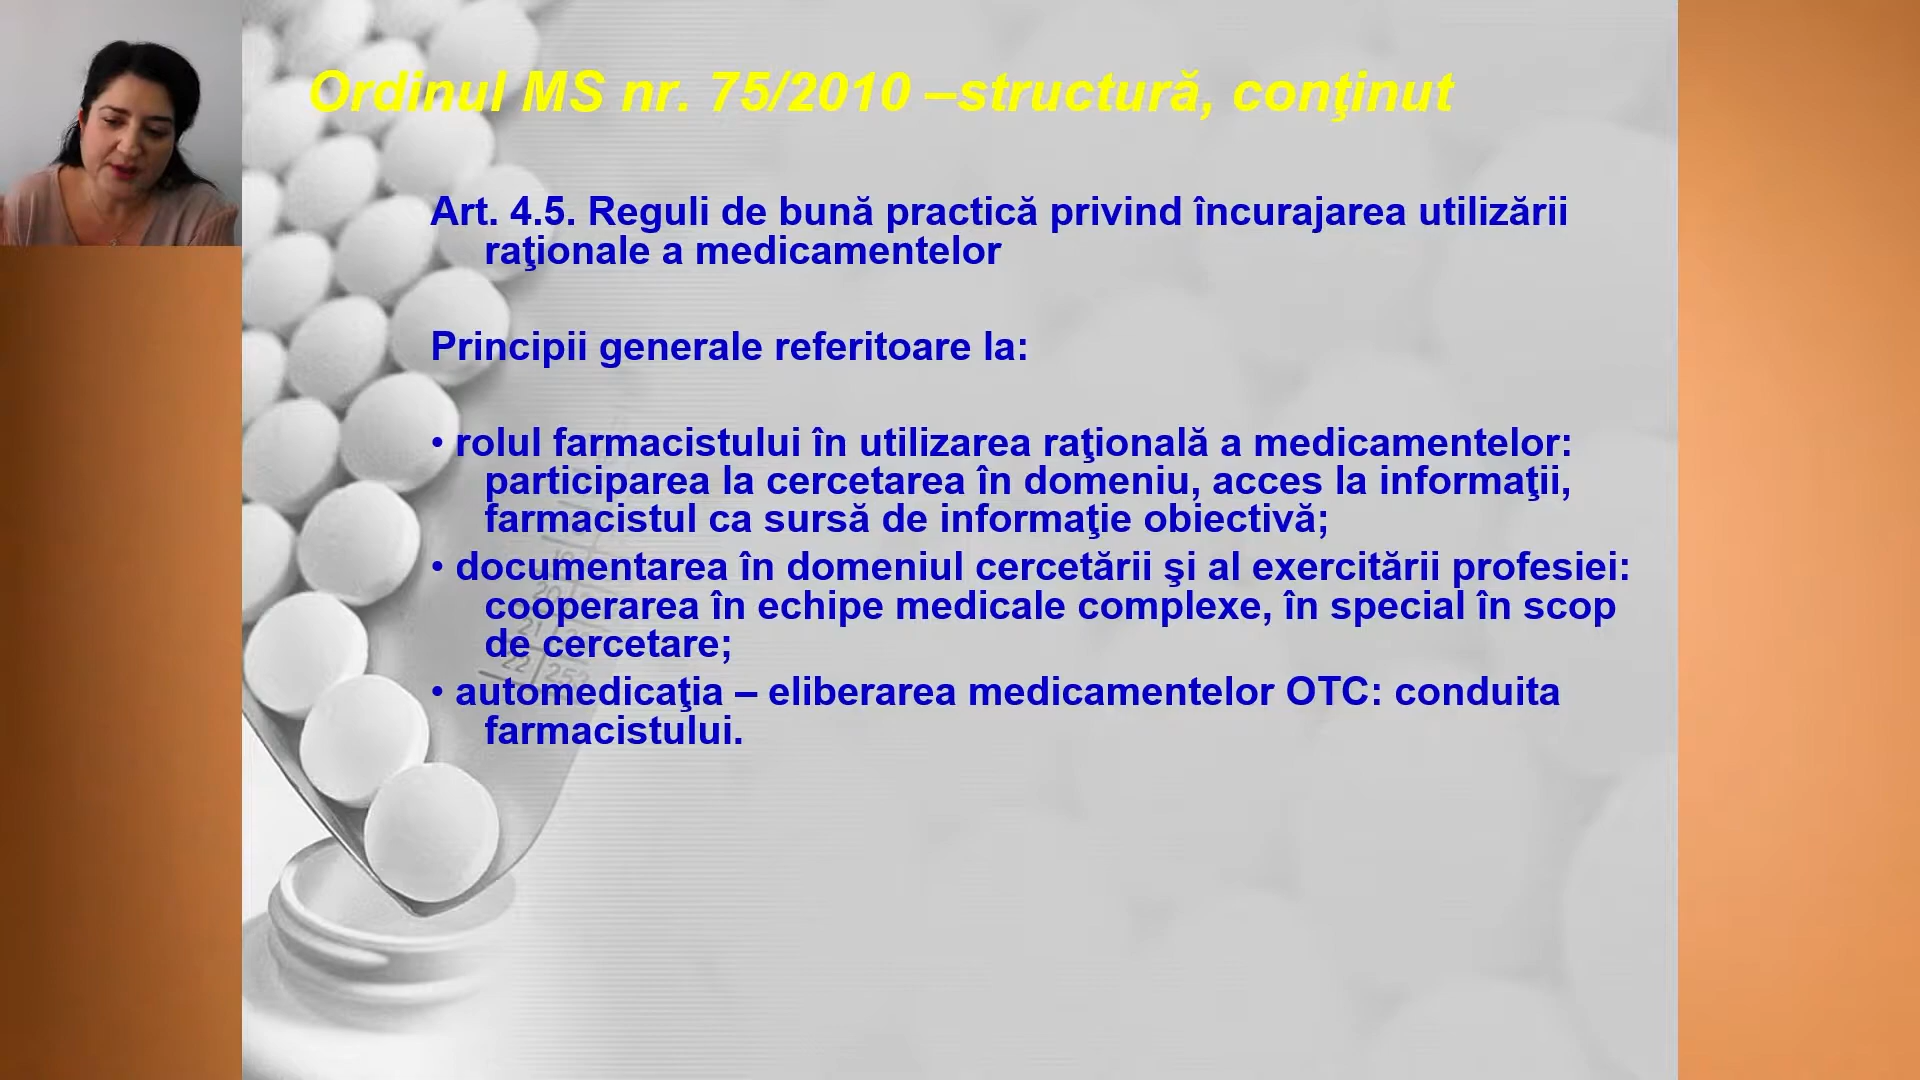 Ordinul MS nr. 75/2010 –structură, conţinut
Art. 4.5. Reguli de bună practică privind încurajarea utilizării
raţionale a medicamentelor
Principii generale referitoare la:
• rolul farmacistului în utilizarea raţională a medicamentelor:
participarea la cercetarea în domeniu, acces la informaţii,
farmacistul ca sursă de informaţie obiectivă;
• documentarea în domeniul cercetării şi al exercitării profesiei:
cooperarea în echipe medicale complexe, în special în scop
de cercetare;
• automedicaţia – eliberarea medicamentelor OTC: conduita
farmacistului.